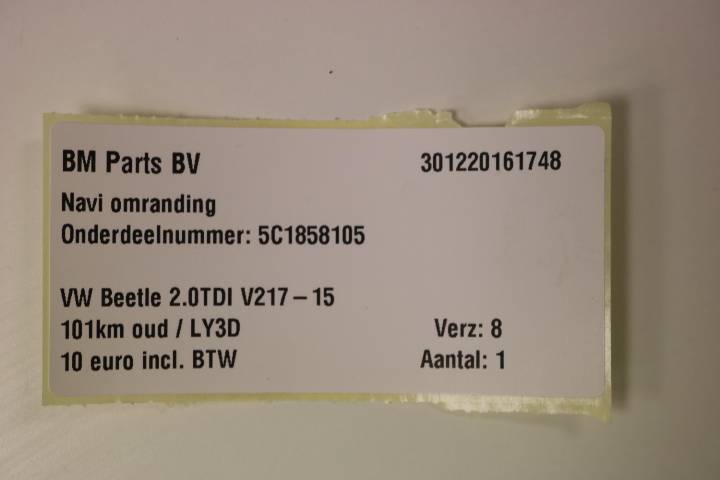 BM Parts BV 301220161748
Navi omranding
Onderdeelnummer: 5C1858105
VW Beetle 2.0TDI V217 – 15
101km oud / LY3D Verz: 8
10 euro incl. BTW Aantal: 1